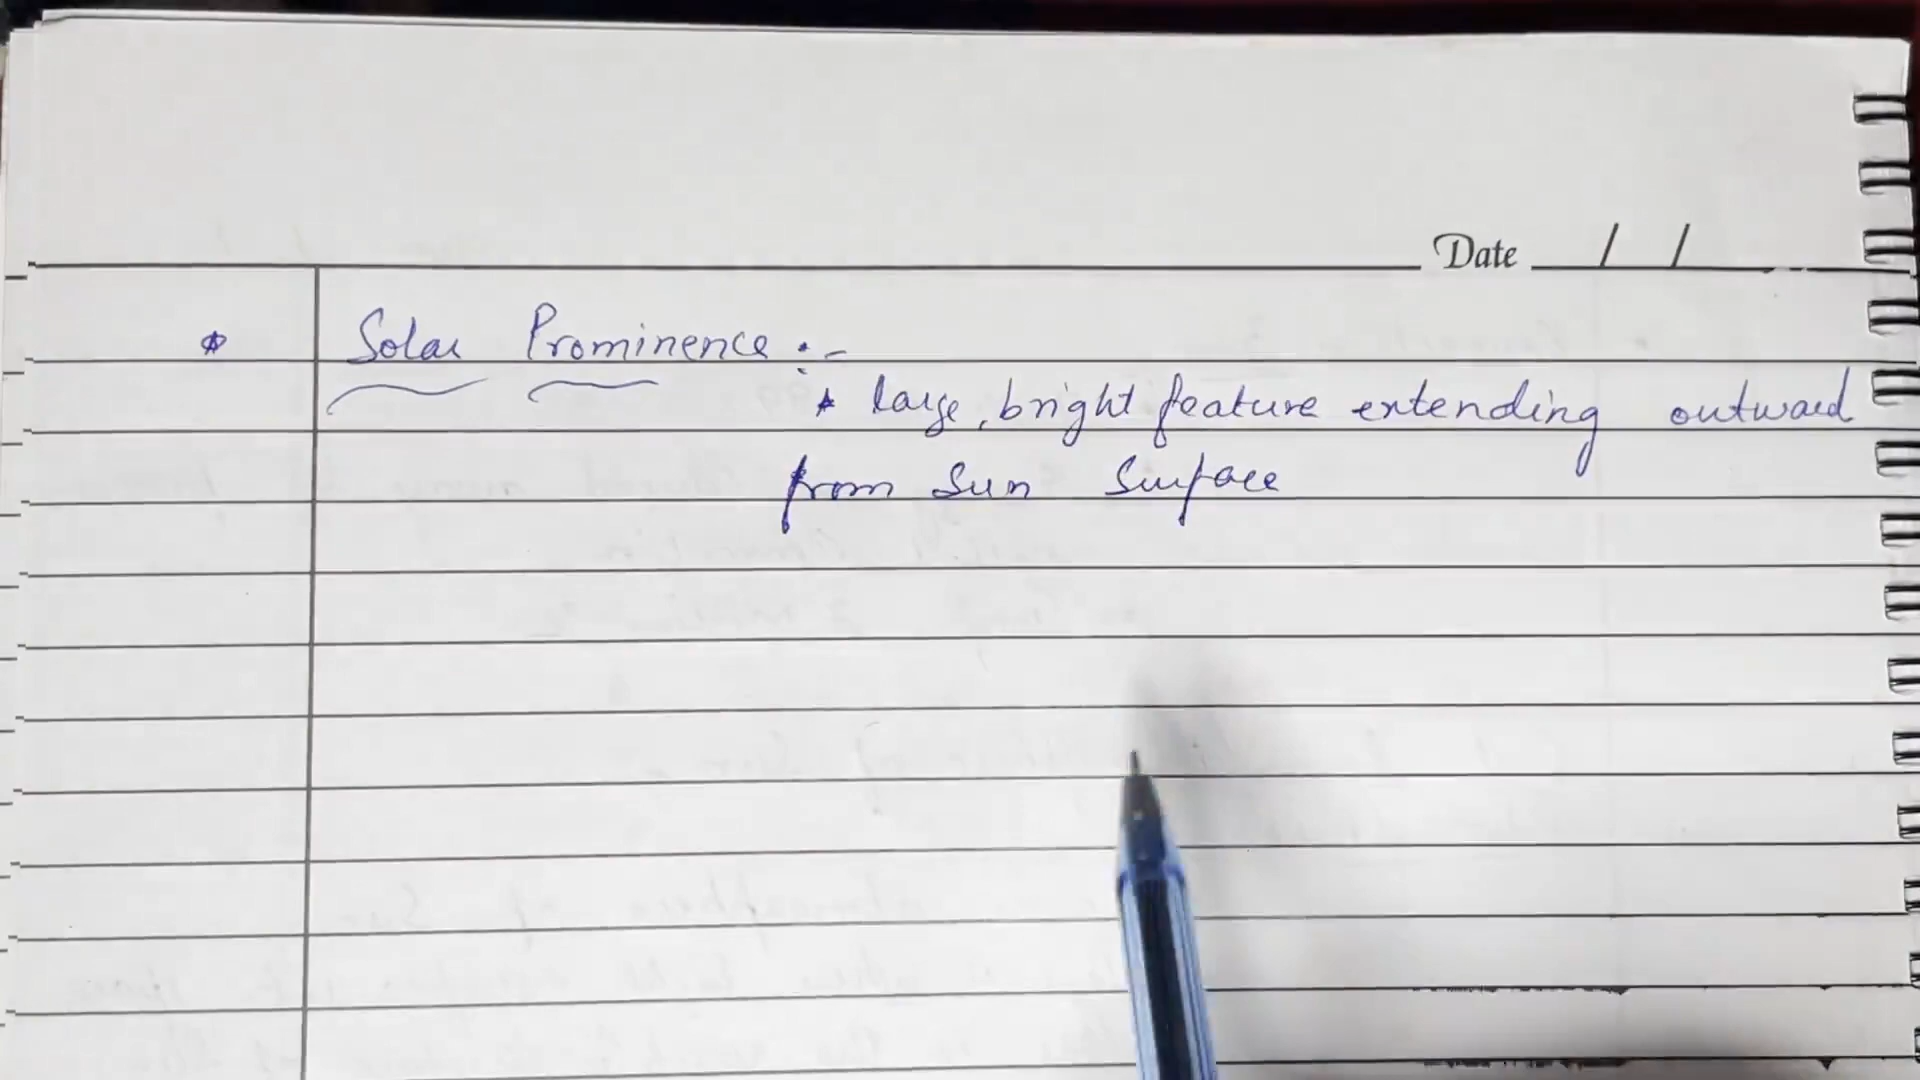 Date / /
* Solar Prominence :-
* large, bright feature extending outward
from Sun Surface